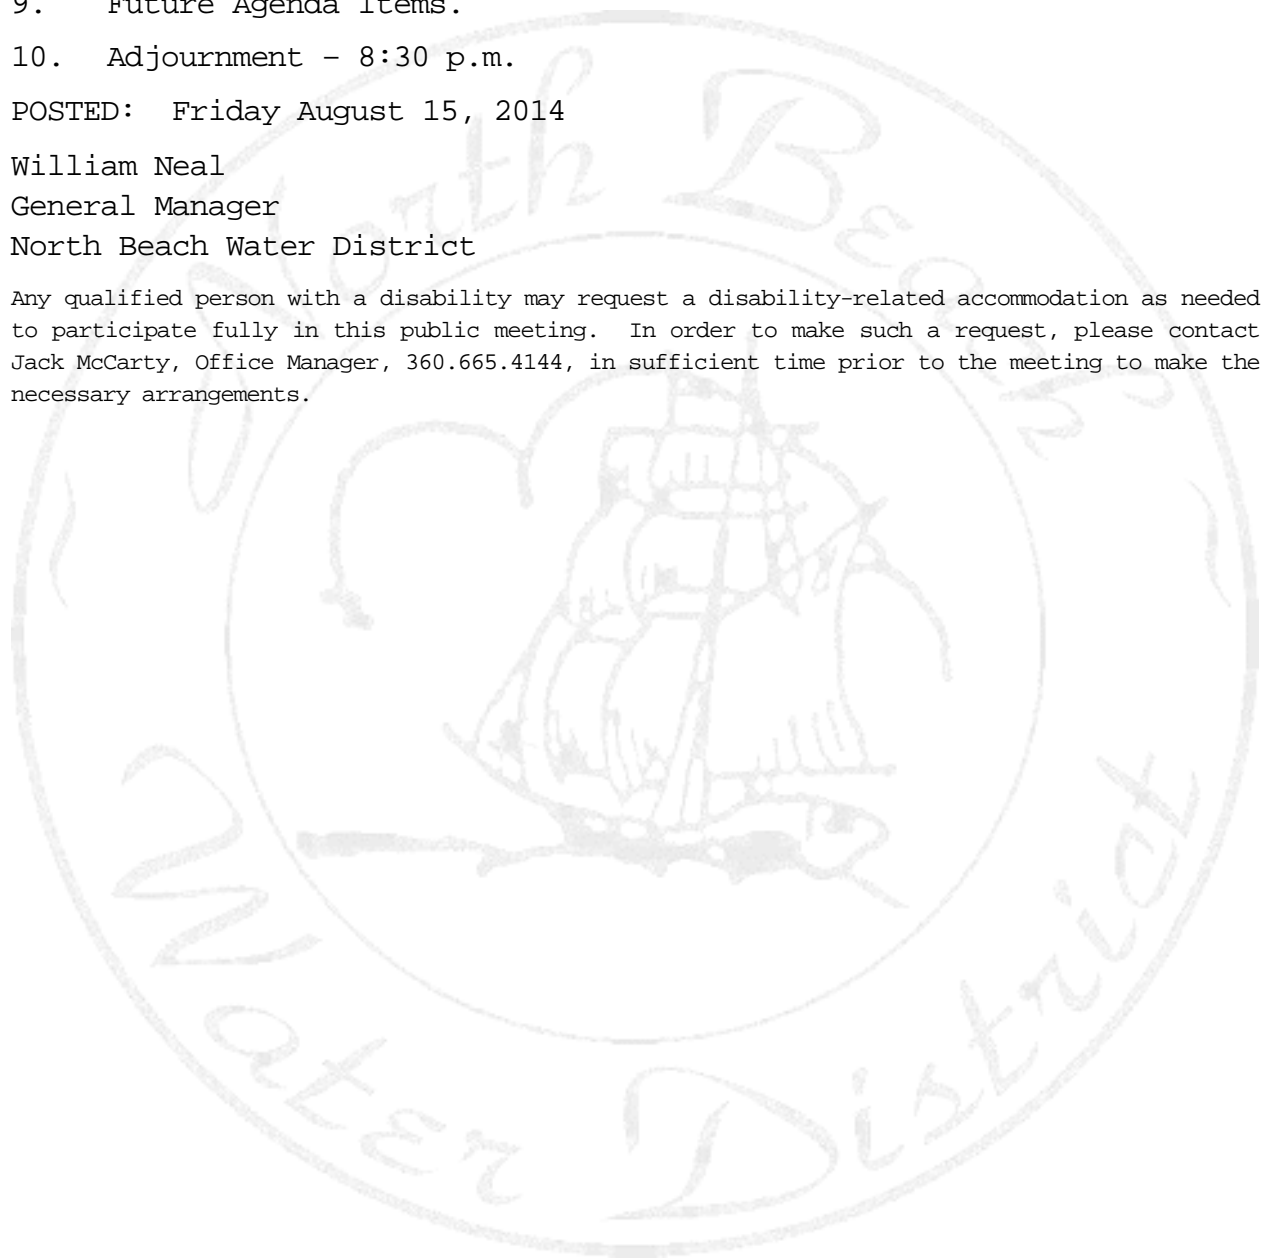 9. Future Agenda Items.
10. Adjournment – 8:30 p.m.
POSTED: Friday August 15, 2014
William Neal
General Manager
North Beach Water District
Any qualified person with a disability may request a disability-related accommodation as needed
to participate fully in this public meeting. In order to make such a request, please contact
Jack McCarty, Office Manager, 360.665.4144, in sufficient time prior to the meeting to make the
necessary arrangements.
North Beach
Water District